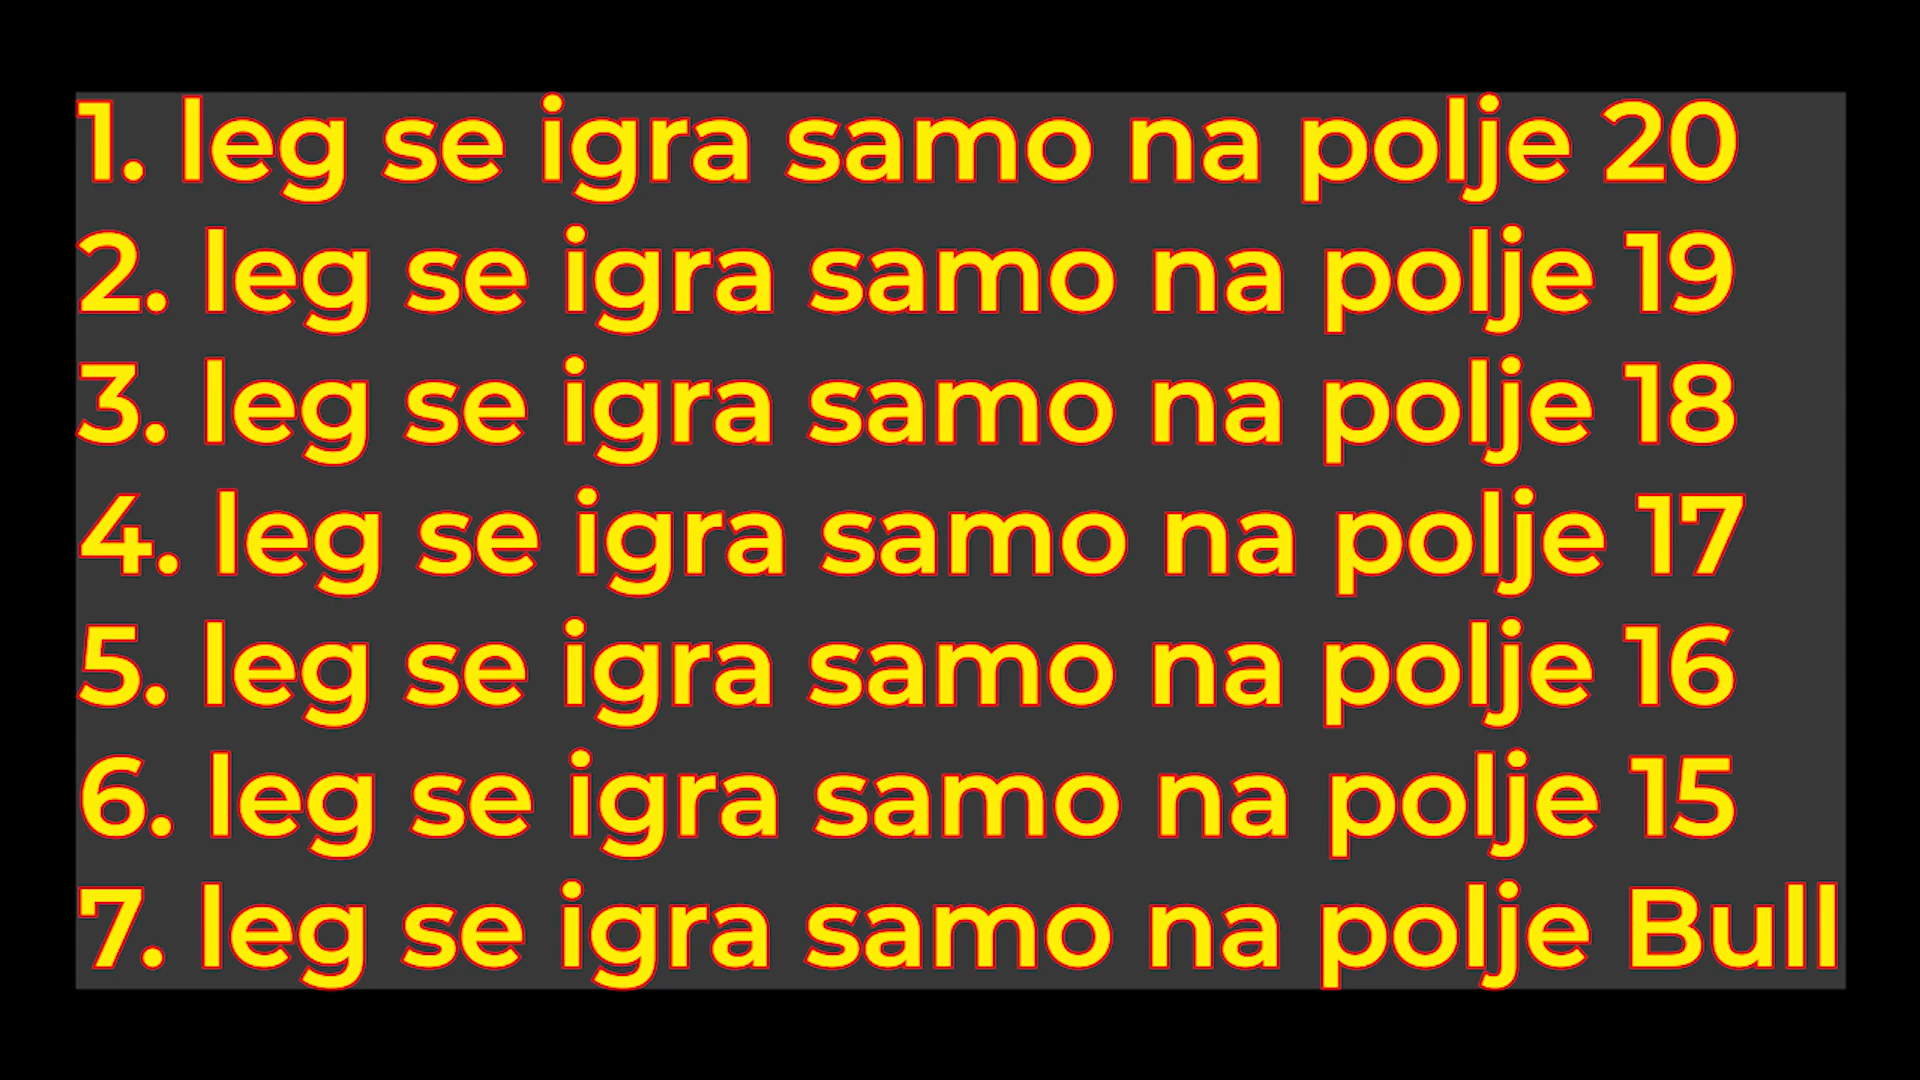 1. leg se igra samo na polje 20
2. leg se igra samo na polje 19
3. leg se igra samo na polje 18
4. leg se igra samo na polje 17
5. leg se igra samo na polje 16
6. leg se igra samo na polje 15
7. leg se igra samo na polje Bull